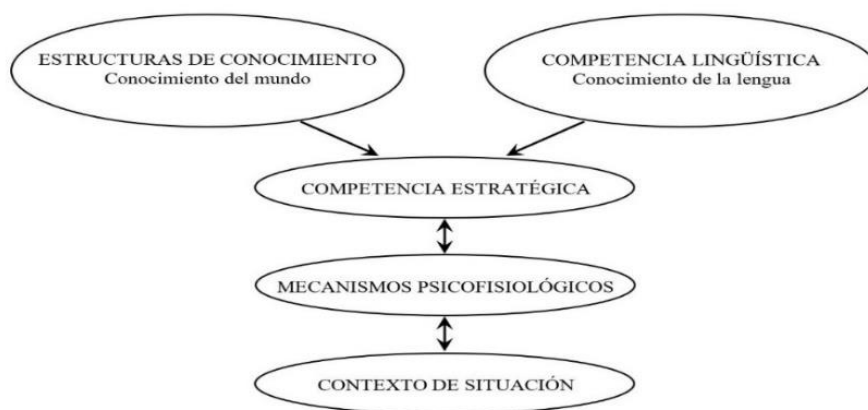 ESTRUCTURAS DE CONOCIMIENTO
Conocimiento del mundo
COMPETENCIA LINGÜÍSTICA
Conocimiento de la lengua
COMPETENCIA ESTRATÉGICA
MECANISMOS PSICOFISIOLÓGICOS
CONTEXTO DE SITUACIÓN